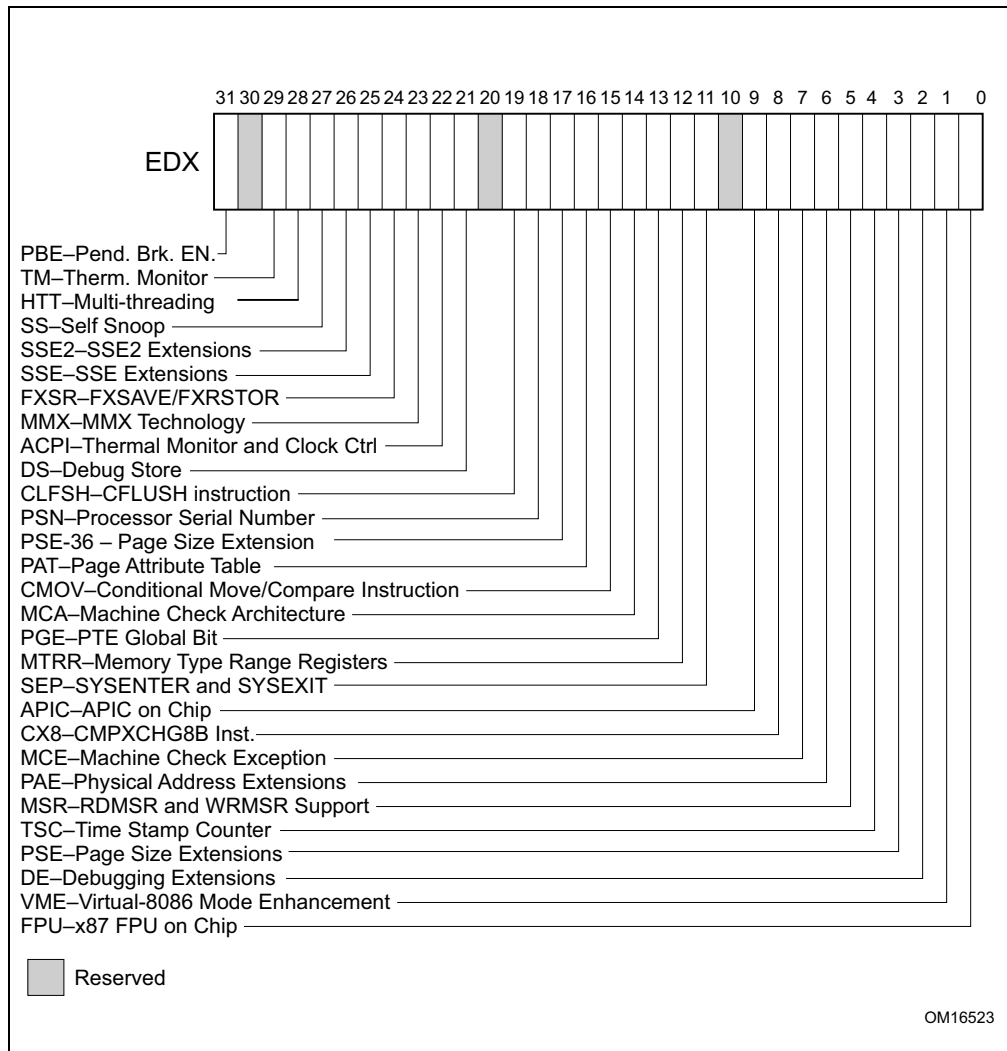 31 30 29 28 27 26 25 24 23 22 21 20 19 18 17 16 15 14 13 12 11 10 9 8 7 6 5 4 3 2 1 0
EDX
PBE–Pend. Brk. EN.
TM–Therm. Monitor
HTT–Multi-threading
SS–Self Snoop
SSE2–SSE2 Extensions
SSE–SSE Extensions
FXSR–FXSAVE/FXRSTOR
MMX–MMX Technology
ACPI–Thermal Monitor and Clock Ctrl
DS–Debug Store
CLFSH–CFLUSH instruction
PSN–Processor Serial Number
PSE-36 – Page Size Extension
PAT–Page Attribute Table
CMOV–Conditional Move/Compare Instruction
MCA–Machine Check Architecture
PGE–PTE Global Bit
MTRR–Memory Type Range Registers
SEP–SYSENTER and SYSEXIT
APIC–APIC on Chip
CX8–CMPXCHG8B Inst.
MCE–Machine Check Exception
PAE–Physical Address Extensions
MSR–RDMSR and WRMSR Support
TSC–Time Stamp Counter
PSE–Page Size Extensions
DE–Debugging Extensions
VME–Virtual-8086 Mode Enhancement
FPU–x87 FPU on Chip
Reserved
OM16523